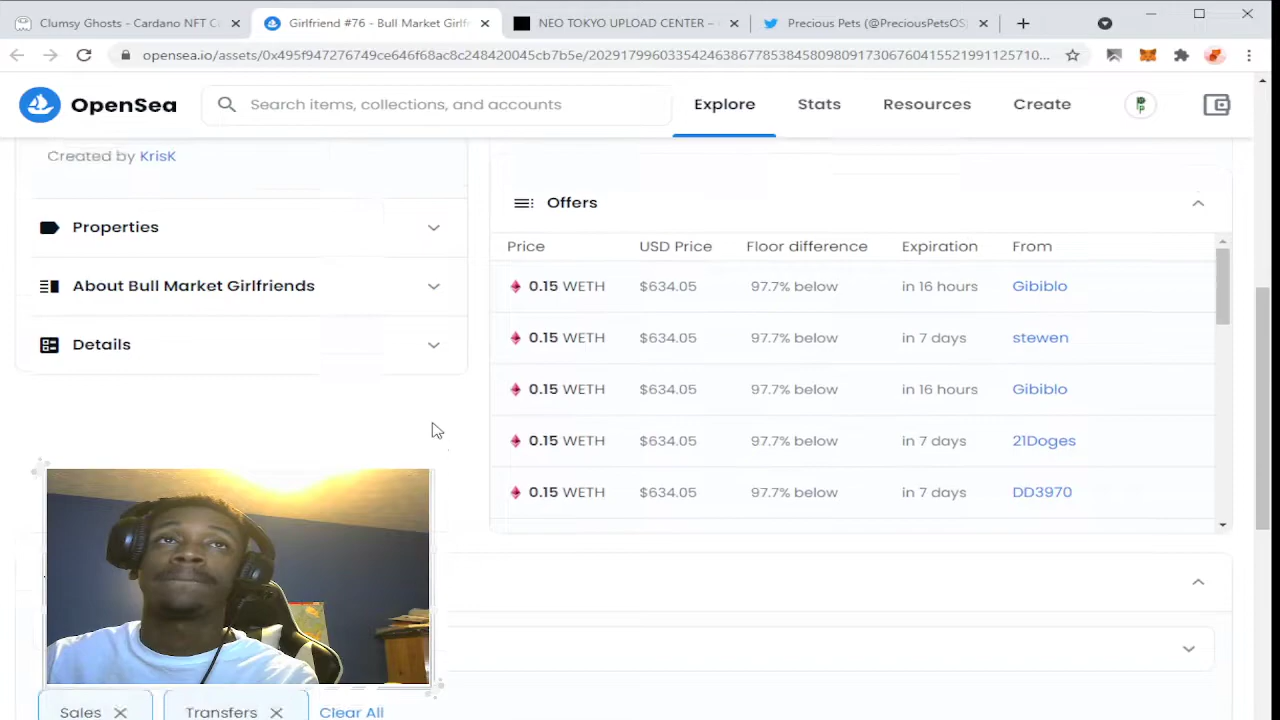 Clumsy Ghosts - Cardano NFT C
Girlfriend #76 - Bull Market Girlfr
NEO TOKYO UPLOAD CENTER –
Precious Pets (@PreciousPetsOS
opensea.io/assets/0x495f947276749ce646f68ac8c248420045cb7b5e/20291799603354246386778538458098091730676041552199112571​0...
OpenSea
Search items, collections, and accounts
Explore
Stats
Resources
Create
Created by KrisK
Properties
About Bull Market Girlfriends
Details
Offers
Price USD Price Floor difference Expiration From
0.15 WETH $634.05 97.7% below in 16 hours Gibiblo
0.15 WETH $634.05 97.7% below in 7 days stewen
0.15 WETH $634.05 97.7% below in 16 hours Gibiblo
0.15 WETH $634.05 97.7% below in 7 days 21Doges
0.15 WETH $634.05 97.7% below in 7 days DD3970
Sales
Transfers
Clear All